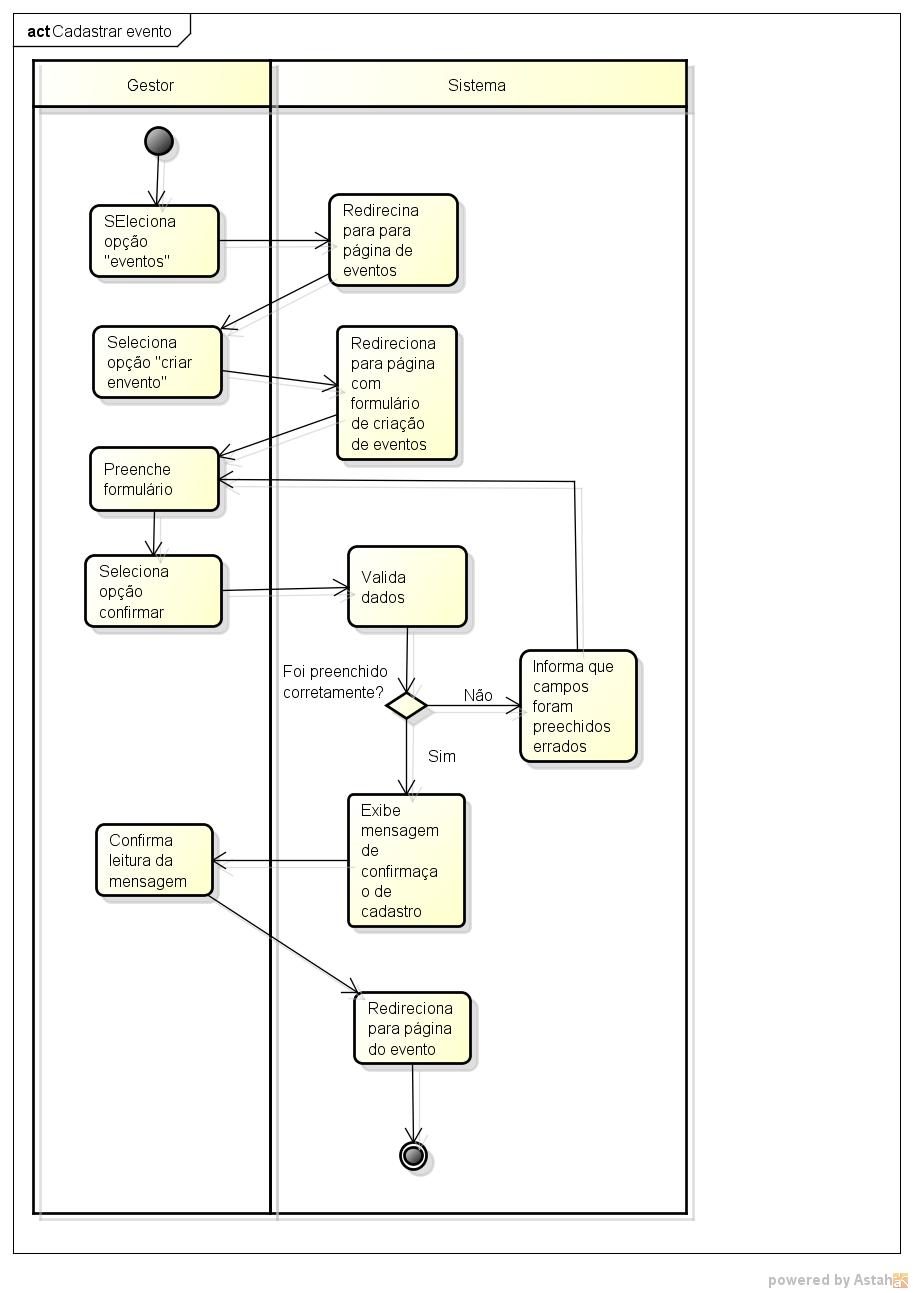 act Cadastrar evento
Gestor
Sistema
SEleciona
opção
"eventos"
Redirecina
para para
página de
eventos
Seleciona
opção "criar
envento"
Redireciona
para página
com
formulário
de criação
de eventos
Preenche
formulário
Seleciona
opção
confirmar
Valida
dados
Foi preenchido
corretamente?
Não
Informa que
campos
foram
preechidos
errados
Sim
Exibe
mensagem
de
confirmaça
o de
cadastro
Confirma
leitura da
mensagem
Redireciona
para página
do evento
powered by Astah